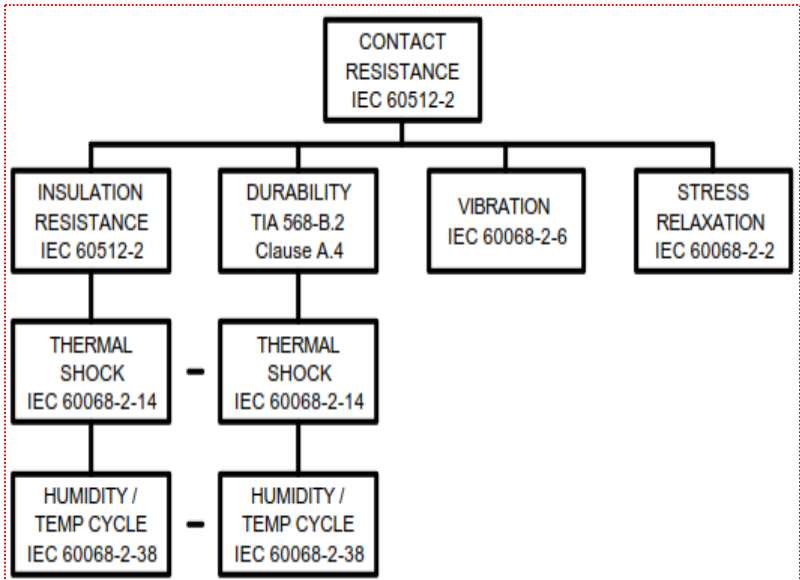 CONTACT
RESISTANCE
IEC 60512-2
INSULATION
RESISTANCE
IEC 60512-2
DURABILITY
TIA 568-B.2
Clause A.4
VIBRATION
IEC 60068-2-6
STRESS
RELAXATION
IEC 60068-2-2
THERMAL
SHOCK
IEC 60068-2-14
THERMAL
SHOCK
IEC 60068-2-14
HUMIDITY /
TEMP CYCLE
IEC 60068-2-38
HUMIDITY /
TEMP CYCLE
IEC 60068-2-38